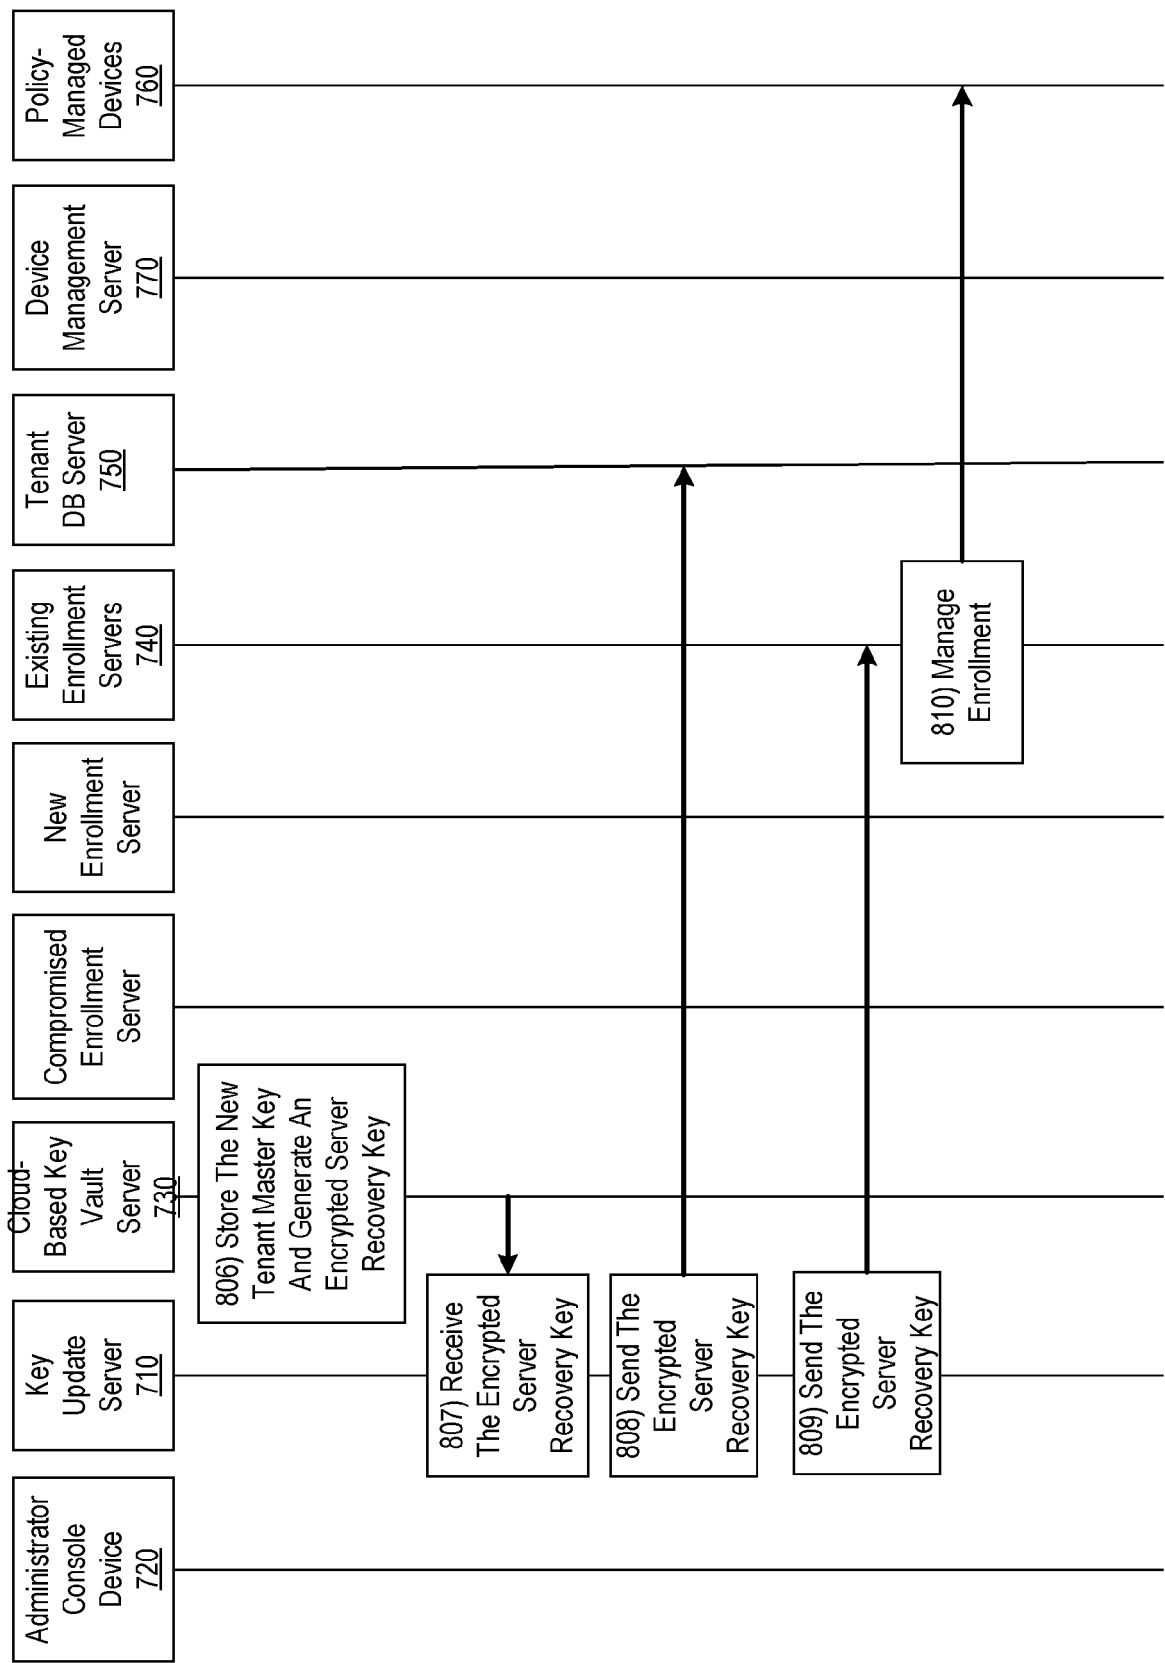 Administrator
Console
Device
720
Key
Update
Server
710
Cloud-
Based Key
Vault
Server
730
Compromised
Enrollment
Server
New
Enrollment
Server
Existing
Enrollment
Servers
740
Tenant
DB Server
750
Device
Management
Server
770
Policy-
Managed
Devices
760
806) Store The New
Tenant Master Key
And Generate An
Encrypted Server
Recovery Key
807) Receive
The Encrypted
Server
Recovery Key
808) Send The
Encrypted
Server
Recovery Key
809) Send The
Encrypted
Server
Recovery Key
810) Manage
Enrollment